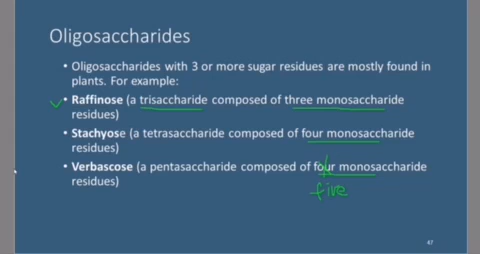 Oligosaccharides
• Oligosaccharides with 3 or more sugar residues are mostly found in
plants. For example:
• Raffinose (a trisaccharide composed of three monosaccharide
residues)
• Stachyose (a tetrasaccharide composed of four monosaccharide
residues)
• Verbascose (a pentasaccharide composed of four monosaccharide
residues)
five
47